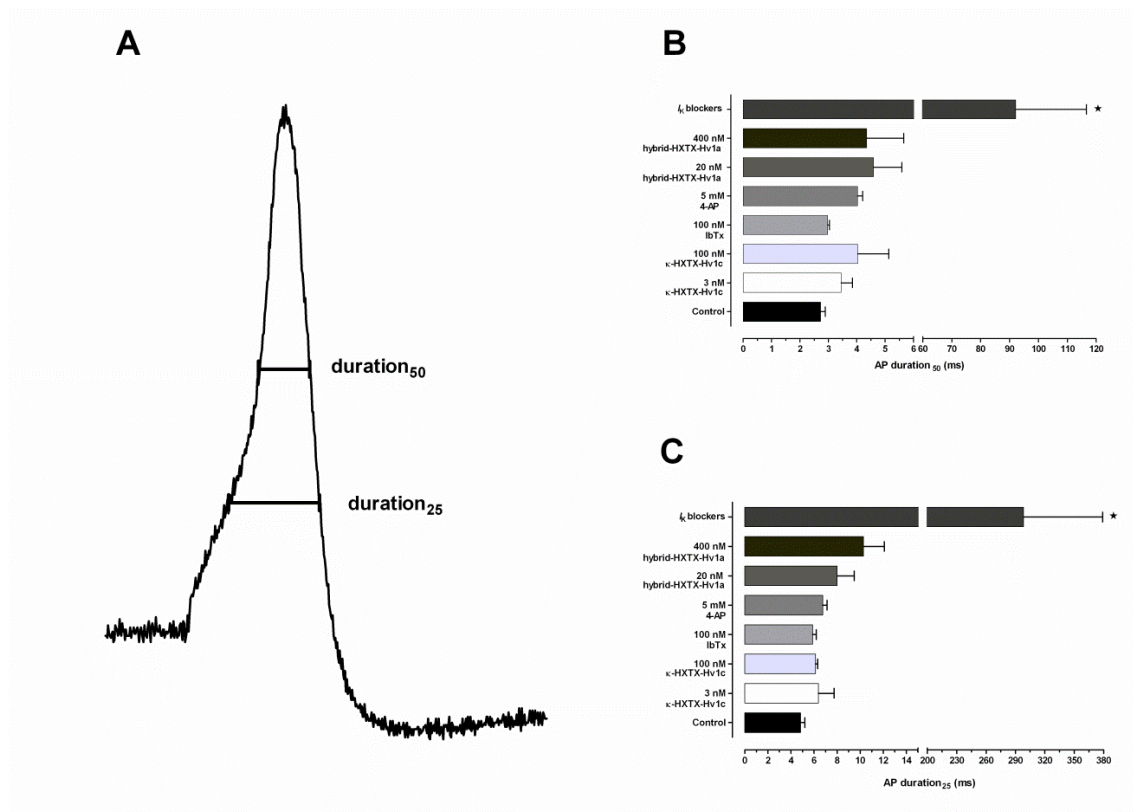 A
duration50
duration25
B
IK blockers
400 nM
hybrid-HXTX-Hv1a
20 nM
hybrid-HXTX-Hv1a
5 mM
4-AP
100 nM
IbTx
100 nM
κ-HXTX-Hv1c
3 nM
κ-HXTX-Hv1c
Control
0 1 2 3 4 5 6 60 70 80 90 100 110 120
AP duration 50 (ms)
C
IK blockers
400 nM
hybrid-HXTX-Hv1a
20 nM
hybrid-HXTX-Hv1a
5 mM
4-AP
100 nM
IbTx
100 nM
κ-HXTX-Hv1c
3 nM
κ-HXTX-Hv1c
Control
0 2 4 6 8 10 12 14 200 230 260 290 320 350 380
AP duration25 (ms)